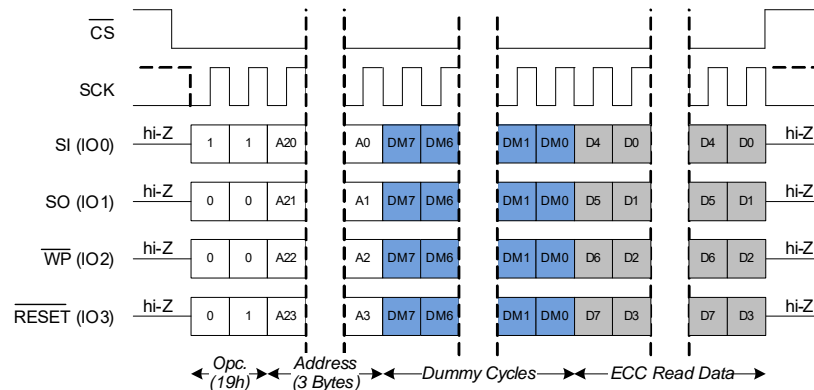 CS
SCK
hi-Z hi-Z
SI (IO0) 1 1 A20 A0 DM7 DM6 DM1 DM0 D4 D0 D4 D0
hi-Z hi-Z
SO (IO1) 0 0 A21 A1 DM7 DM6 DM1 DM0 D5 D1 D5 D1
hi-Z hi-Z
WP (IO2) 0 0 A22 A2 DM7 DM6 DM1 DM0 D6 D2 D6 D2
hi-Z hi-Z
RESET (IO3) 0 1 A23 A3 DM7 DM6 DM1 DM0 D7 D3 D7 D3
Opc. Address Dummy Cycles ECC Read Data
(19h) (3 Bytes)